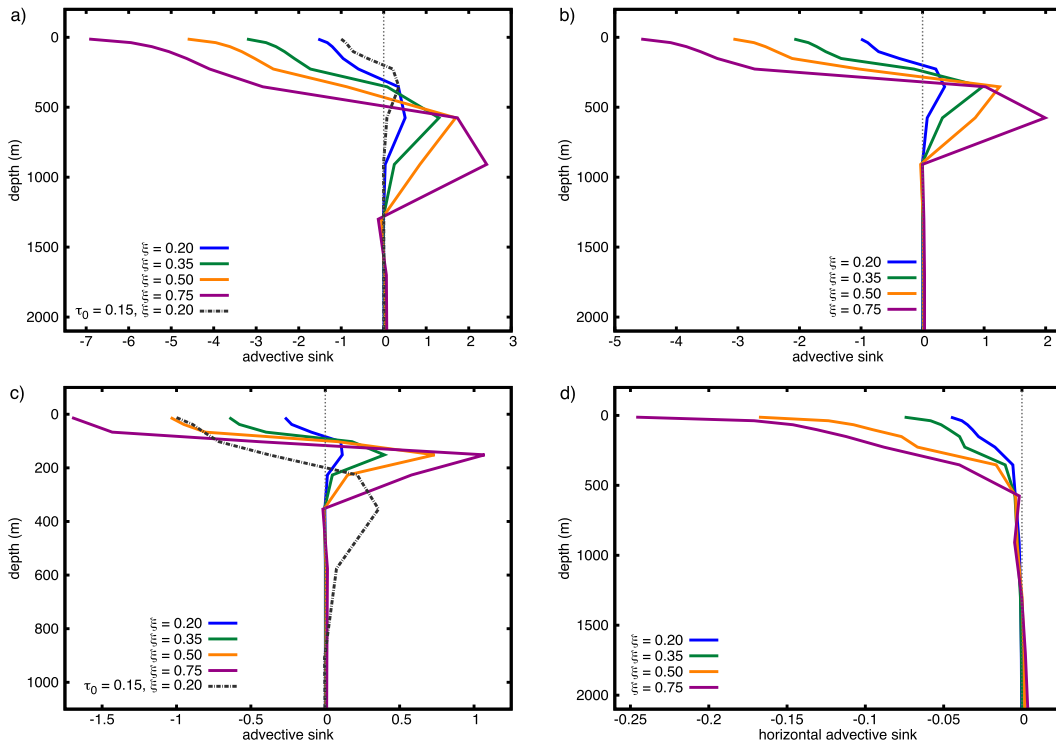 a)
0
500
1000
1500
2000
depth (m)
ξ = 0.20
ξ = 0.35
ξ = 0.50
ξ = 0.75
τ0 = 0.15, ξ = 0.20
-7 -6 -5 -4 -3 -2 -1 0 1 2 3
advective sink
b)
0
500
1000
1500
2000
depth (m)
ξ = 0.20
ξ = 0.35
ξ = 0.50
ξ = 0.75
-5 -4 -3 -2 -1 0 1 2
advective sink
c)
0
200
400
600
800
1000
depth (m)
ξ = 0.20
ξ = 0.35
ξ = 0.50
ξ = 0.75
τ0 = 0.15, ξ = 0.20
-1.5 -1 -0.5 0 0.5 1
advective sink
d)
0
500
1000
1500
2000
depth (m)
ξ = 0.20
ξ = 0.35
ξ = 0.50
ξ = 0.75
-0.25 -0.2 -0.15 -0.1 -0.05 0
horizontal advective sink